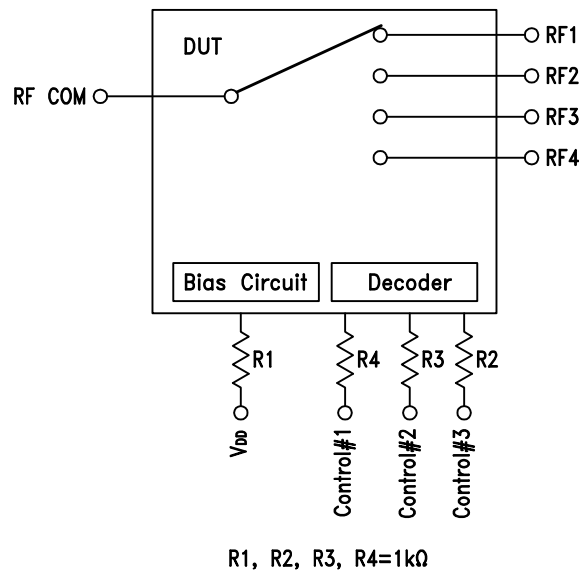 DUT
RF COM
RF1
RF2
RF3
RF4
Bias Circuit
Decoder
R1
R4
R3
R2
VDD
Control#1
Control#2
Control#3
R1, R2, R3, R4=1kΩ